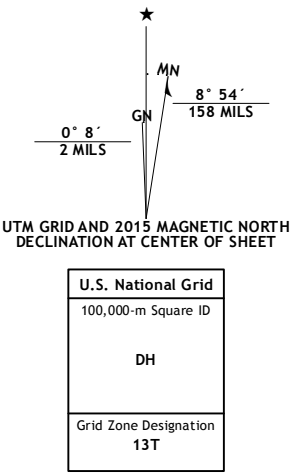 MN
8° 54´
158 MILS
GN
0° 8´
2 MILS
UTM GRID AND 2015 MAGNETIC NORTH
DECLINATION AT CENTER OF SHEET
U.S. National Grid
100,000-m Square ID
DH
Grid Zone Designation
13T